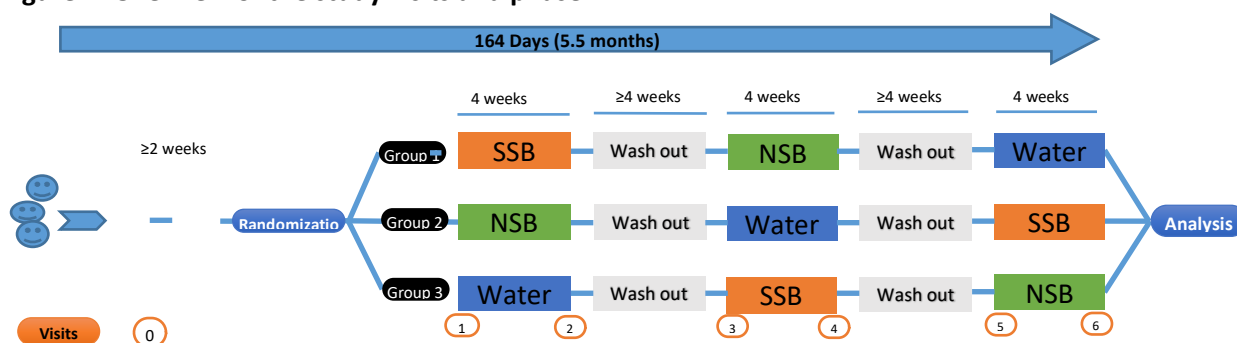 164 Days (5.5 months)
4 weeks
≥4 weeks
4 weeks
≥4 weeks
4 weeks
≥2 weeks
Group 1
SSB
Wash out
NSB
Wash out
Water
Randomizatio
Group 2
NSB
Wash out
Water
Wash out
SSB
Analysis
Group 3
Water
Wash out
SSB
Wash out
NSB
Visits
0
1
2
3
4
5
6